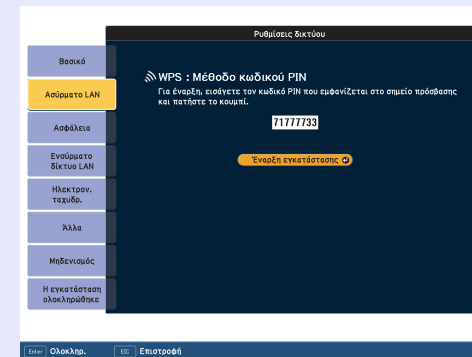 Ρυθμίσεις δικτύου
Βασικό
Ασύρματο LAN
Ασφάλεια
Ενσύρματο
δίκτυο LAN
Ηλεκτρον.
ταχυδρ.
Άλλα
Μηδενισμός
Η εγκατάσταση
ολοκληρώθηκε
WPS : Μέθοδο κωδικού PIN
Για έναρξη, εισάγετε τον κωδικό PIN που εμφανίζεται στο σημείο πρόσβασης
και πατήστε το κουμπί.
71777733
Έναρξη εγκατάστασης
Enter Ολοκληρ. ESC Επιστροφή